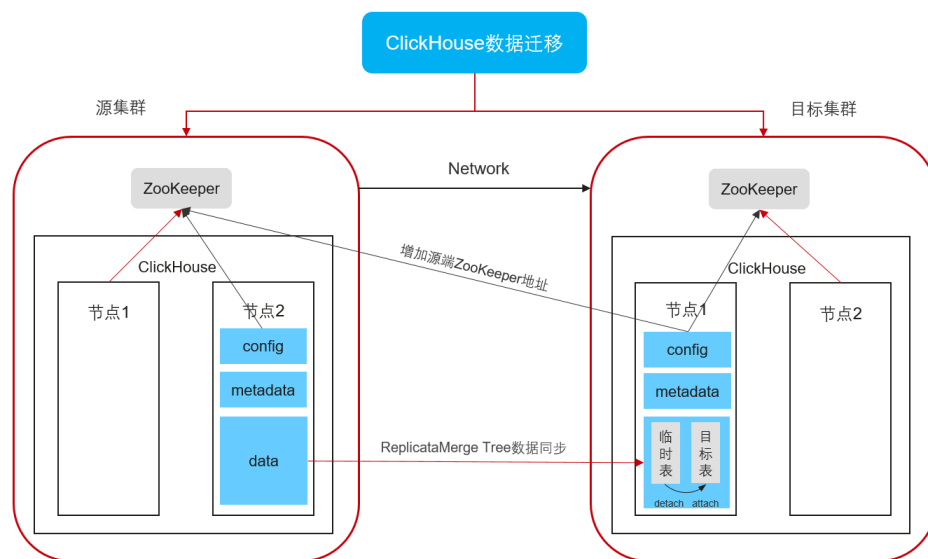 ClickHouse数据迁移
源集群
目标集群
Network
ZooKeeper
ZooKeeper
增加源端ZooKeeper地址
ClickHouse
ClickHouse
节点1
节点2
节点1
节点2
config
metadata
data
config
metadata
临时表
目标表
detach
attach
ReplicataMerge Tree数据同步